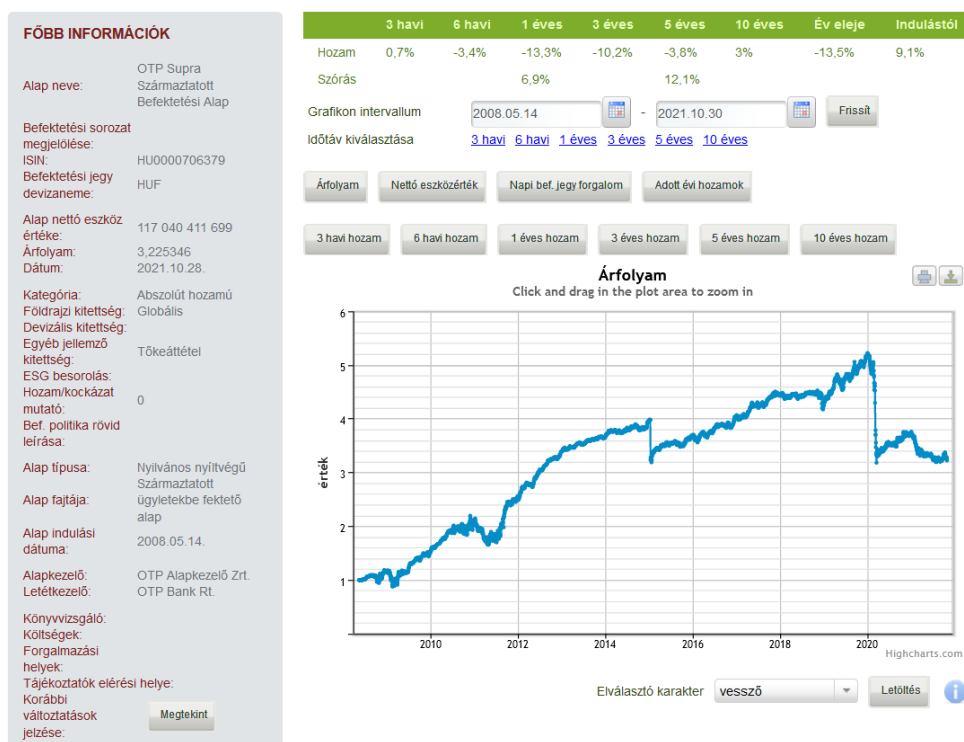 FŐBB INFORMÁCIÓK
Alap neve:
OTP Supra
Származtatott
Befektetési Alap
Befektetési sorozat
megjelölése:
ISIN: HU0000706379
Befektetési jegy
devizaneme:
HUF
Alap nettó eszköz
értéke:
117 040 411 699
Árfolyam: 3,225346
Dátum: 2021.10.28.
Kategória: Abszolút hozamú
Földrajzi kitettség: Globális
Devizális kitettség:
Egyéb jellemző
kitettség:
Tőkeáttétel
ESG besorolás:
Hozam/kockázat
mutató:
0
Bef. politika rövid
leírása:
Alap típusa: Nyilvános nyíltvégű
Alap fajtája:
Származtatott
ügyletekbe fektető
alap
Alap indulási
dátuma:
2008.05.14.
Alapkezelő: OTP Alapkezelő Zrt.
Letétkezelő: OTP Bank Rt.
Könyvvizsgáló:
Költségek:
Forgalmazási
helyek:
Tájékoztatók elérési helye:
Korábbi
változtatások
jelzése:
Megtekint
3 havi 6 havi 1 éves 3 éves 5 éves 10 éves Év eleje Indulástól
Hozam 0,7% -3,4% -13,3% -10,2% -3,8% 3% -13,5% 9,1%
Szórás 6,9% 12,1%
Grafikon intervallum 2008.05.14 - 2021.10.30 Frissít
Időtáv kiválasztása 3 havi 6 havi 1 éves 3 éves 5 éves 10 éves
Árfolyam Nettó eszközérték Napi bef. jegy forgalom Adott évi hozamok
3 havi hozam 6 havi hozam 1 éves hozam 3 éves hozam 5 éves hozam 10 éves hozam
Árfolyam
Click and drag in the plot area to zoom in
érték
6
5
4
3
2
1
2010 2012 2014 2016 2018 2020
Highcharts.com
Elválasztó karakter vessző Letöltés i